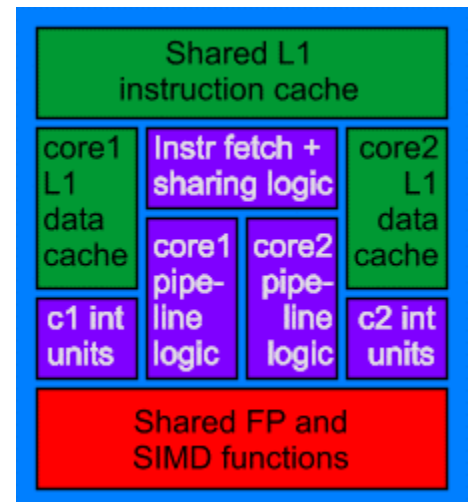 Shared L1
instruction cache
core1
L1
data
cache
Instr fetch +
sharing logic
core2
L1
data
cache
core1
pipe-
line
logic
core2
pipe-
line
logic
c1 int
units
c2 int
units
Shared FP and
SIMD functions